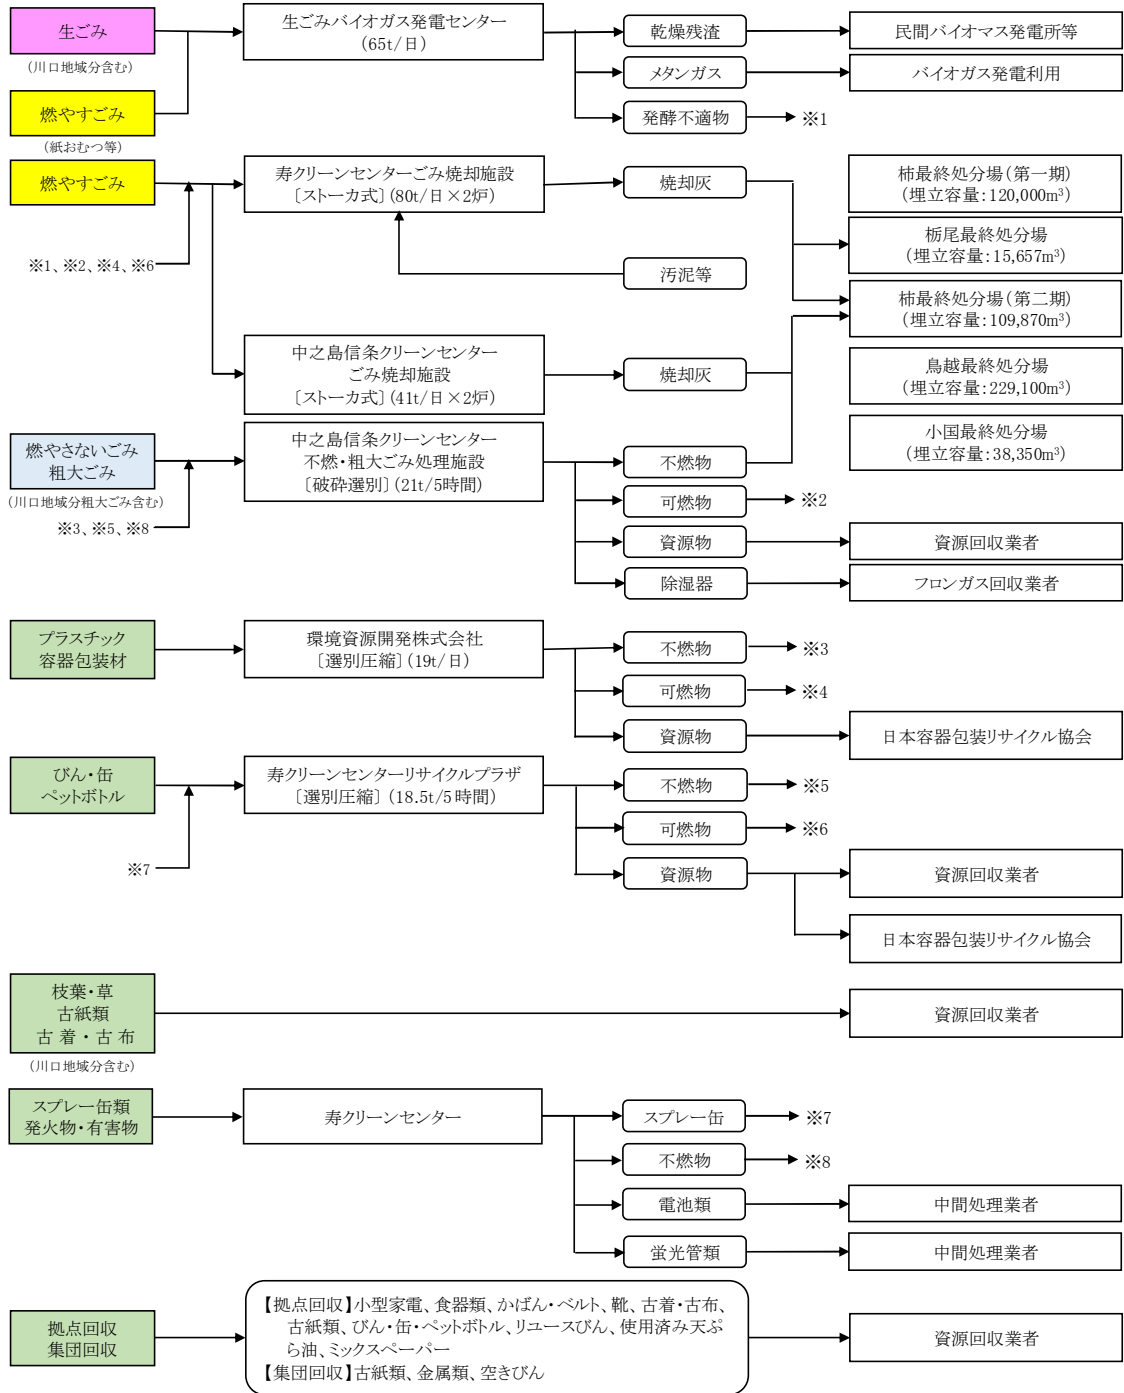 生ごみ
(川口地域分含む)
生ごみバイオガス発電センター
(65t/日)
乾燥残渣
民間バイオマス発電所等
メタンガス
バイオガス発電利用
発酵不適物
※1
燃やすごみ
(紙おむつ等)
燃やすごみ
※1、※2、※4、※6
寿クリーンセンターごみ焼却施設
〔ストーカ式〕(80t/日×2炉)
焼却灰
汚泥等
柿最終処分場(第一期)
(埋立容量:120,000m³)
栃尾最終処分場
(埋立容量:15,657m³)
柿最終処分場(第二期)
(埋立容量:109,870m³)
鳥越最終処分場
(埋立容量:229,100m³)
小国最終処分場
(埋立容量:38,350m³)
中之島信条クリーンセンター
ごみ焼却施設
〔ストーカ式〕(41t/日×2炉)
焼却灰
燃やさないごみ
粗大ごみ
(川口地域分粗大ごみ含む)
※3、※5、※8
中之島信条クリーンセンター
不燃・粗大ごみ処理施設
〔破砕選別〕(21t/5時間)
不燃物
可燃物
※2
資源物
資源回収業者
除湿器
フロンガス回収業者
プラスチック
容器包装材
環境資源開発株式会社
〔選別圧縮〕(19t/日)
不燃物
※3
可燃物
※4
資源物
日本容器包装リサイクル協会
びん・缶
ペットボトル
※7
寿クリーンセンターリサイクルプラザ
〔選別圧縮〕(18.5t/5時間)
不燃物
※5
可燃物
※6
資源物
資源回収業者
日本容器包装リサイクル協会
枝葉・草
古紙類
古着・古布
(川口地域分含む)
資源回収業者
スプレー缶類
発火物・有害物
寿クリーンセンター
スプレー缶
※7
不燃物
※8
電池類
中間処理業者
蛍光管類
中間処理業者
拠点回収
集団回収
【拠点回収】小型家電、食器類、かばん・ベルト、靴、古着・古布、
古紙類、びん・缶・ペットボトル、リユースびん、使用済み天ぷ
ら油、ミックスペーパー
【集団回収】古紙類、金属類、空きびん
資源回収業者